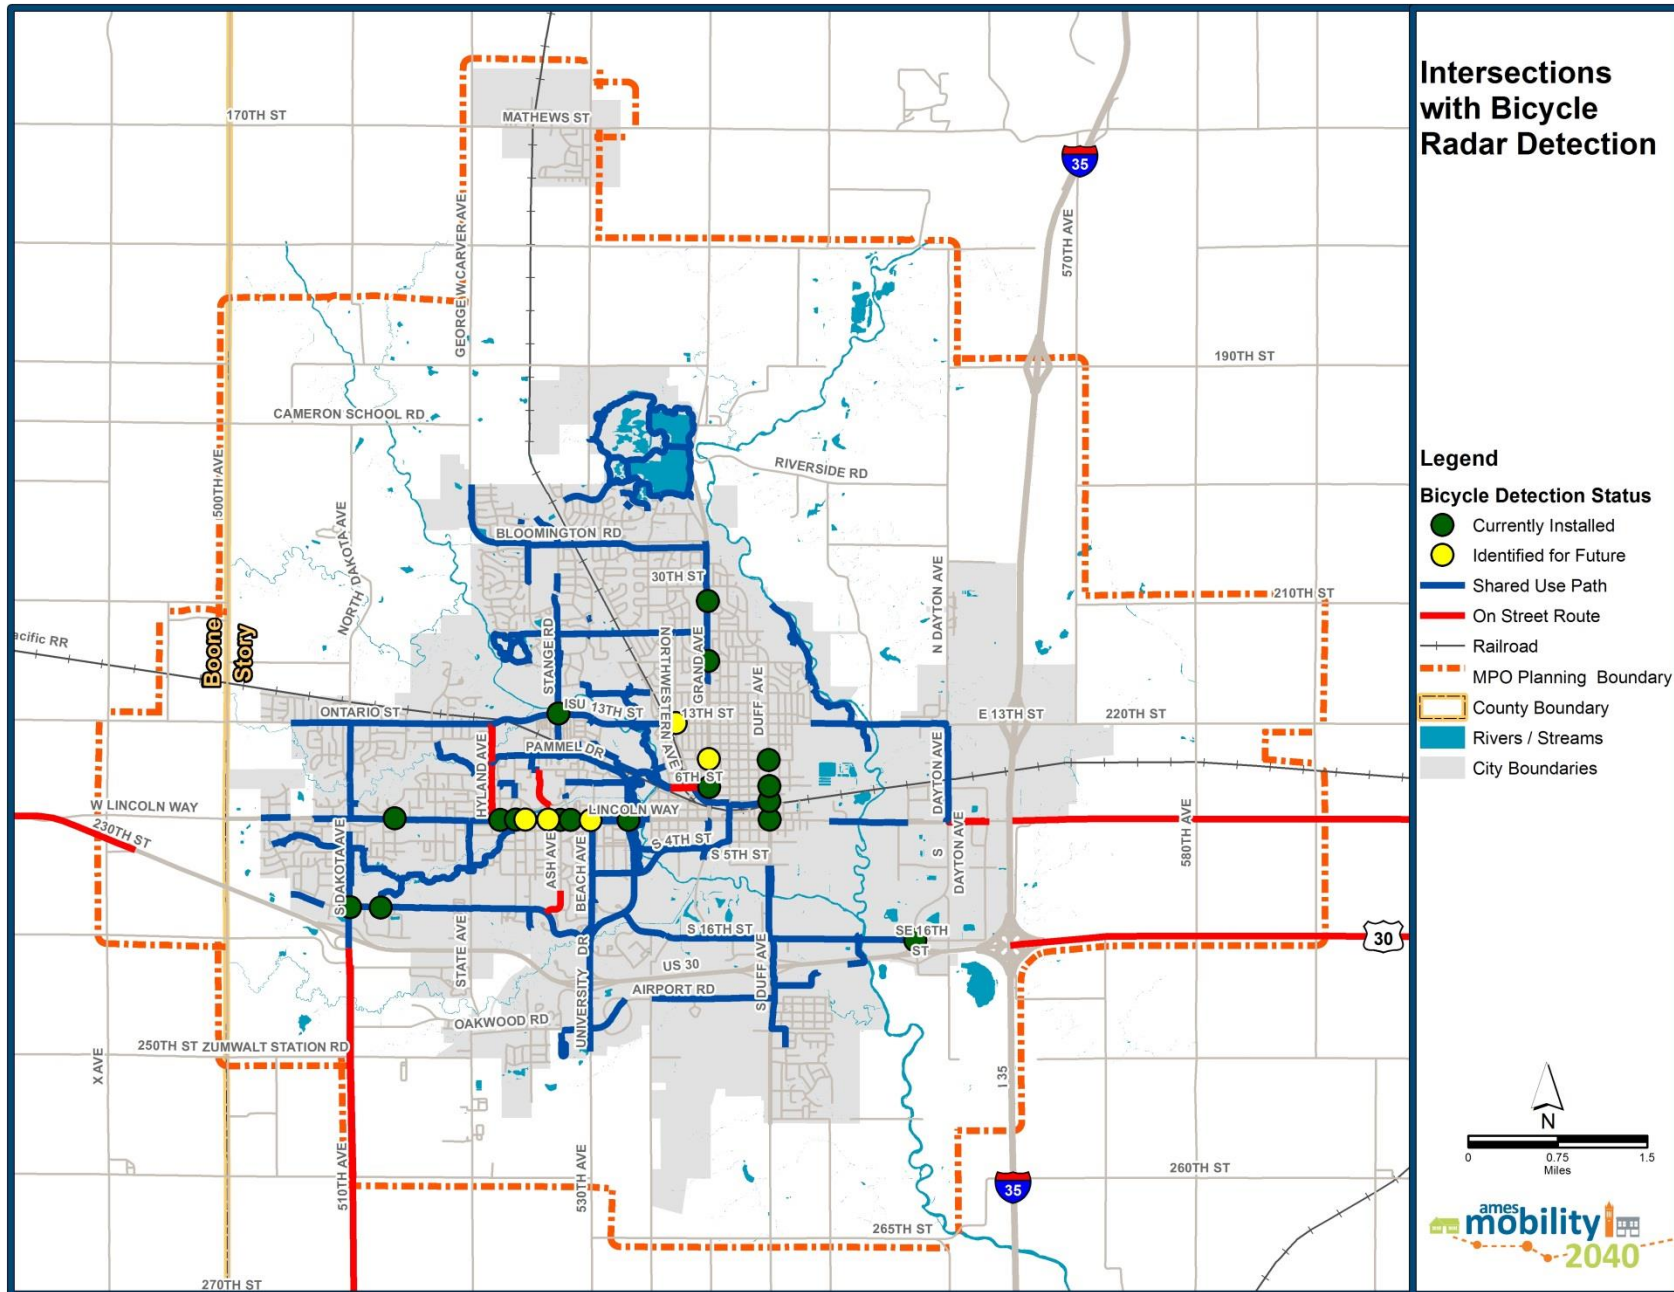 Intersections
with Bicycle
Radar Detection
170TH ST
MATHEWS ST
35
570TH AVE
GEORGE W CARVER AVE
190TH ST
CAMERON SCHOOL RD
RIVERSIDE RD
500TH AVE
NORTH DAKOTA AVE
BLOOMINGTON RD
30TH ST
N DAYTON AVE
210TH ST
acific RR
Boone
Story
STANGE RD
NORTHWESTERN AVE
GRAND AVE
DUFF AVE
ONTARIO ST
ISU 13TH ST
13TH ST
E 13TH ST
220TH ST
HYLAND AVE
PAMMEL DR
6TH ST
DAYTON AVE
W LINCOLN WAY
LINCOLN WAY
230TH ST
S DAKOTA AVE
ASH AVE
BEACH AVE
S 4TH ST
S 5TH ST
S
DAYTON AVE
580TH AVE
STATE AVE
S 16TH ST
SE 16TH
ST
30
US 30
S DUFF AVE
UNIVERSITY DR
AIRPORT RD
OAKWOOD RD
250TH ST
ZUMWALT STATION RD
X AVE
I 35
510TH AVE
530TH AVE
260TH ST
35
265TH ST
270TH ST
Legend
Bicycle Detection Status
Currently Installed
Identified for Future
Shared Use Path
On Street Route
Railroad
MPO Planning Boundary
County Boundary
Rivers / Streams
City Boundaries
N
0 0.75 1.5
Miles
ames
mobility
2040